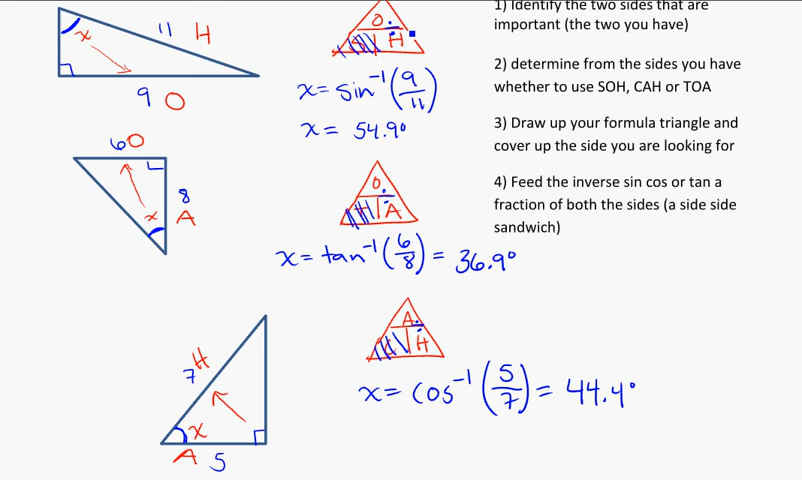 1) Identify the two sides that are
important (the two you have)
2) determine from the sides you have
whether to use SOH, CAH or TOA
3) Draw up your formula triangle and
cover up the side you are looking for
4) Feed the inverse sin cos or tan a
fraction of both the sides (a side side
sandwich)
x
11 H
9 O
O
H
x = sin⁻¹(9/11)
x = 54.9°
6 O
8
A
x
O
A
x = tan⁻¹(6/8) = 36.9°
7 H
x
A 5
A
H
x = cos⁻¹(5/7) = 44.4°